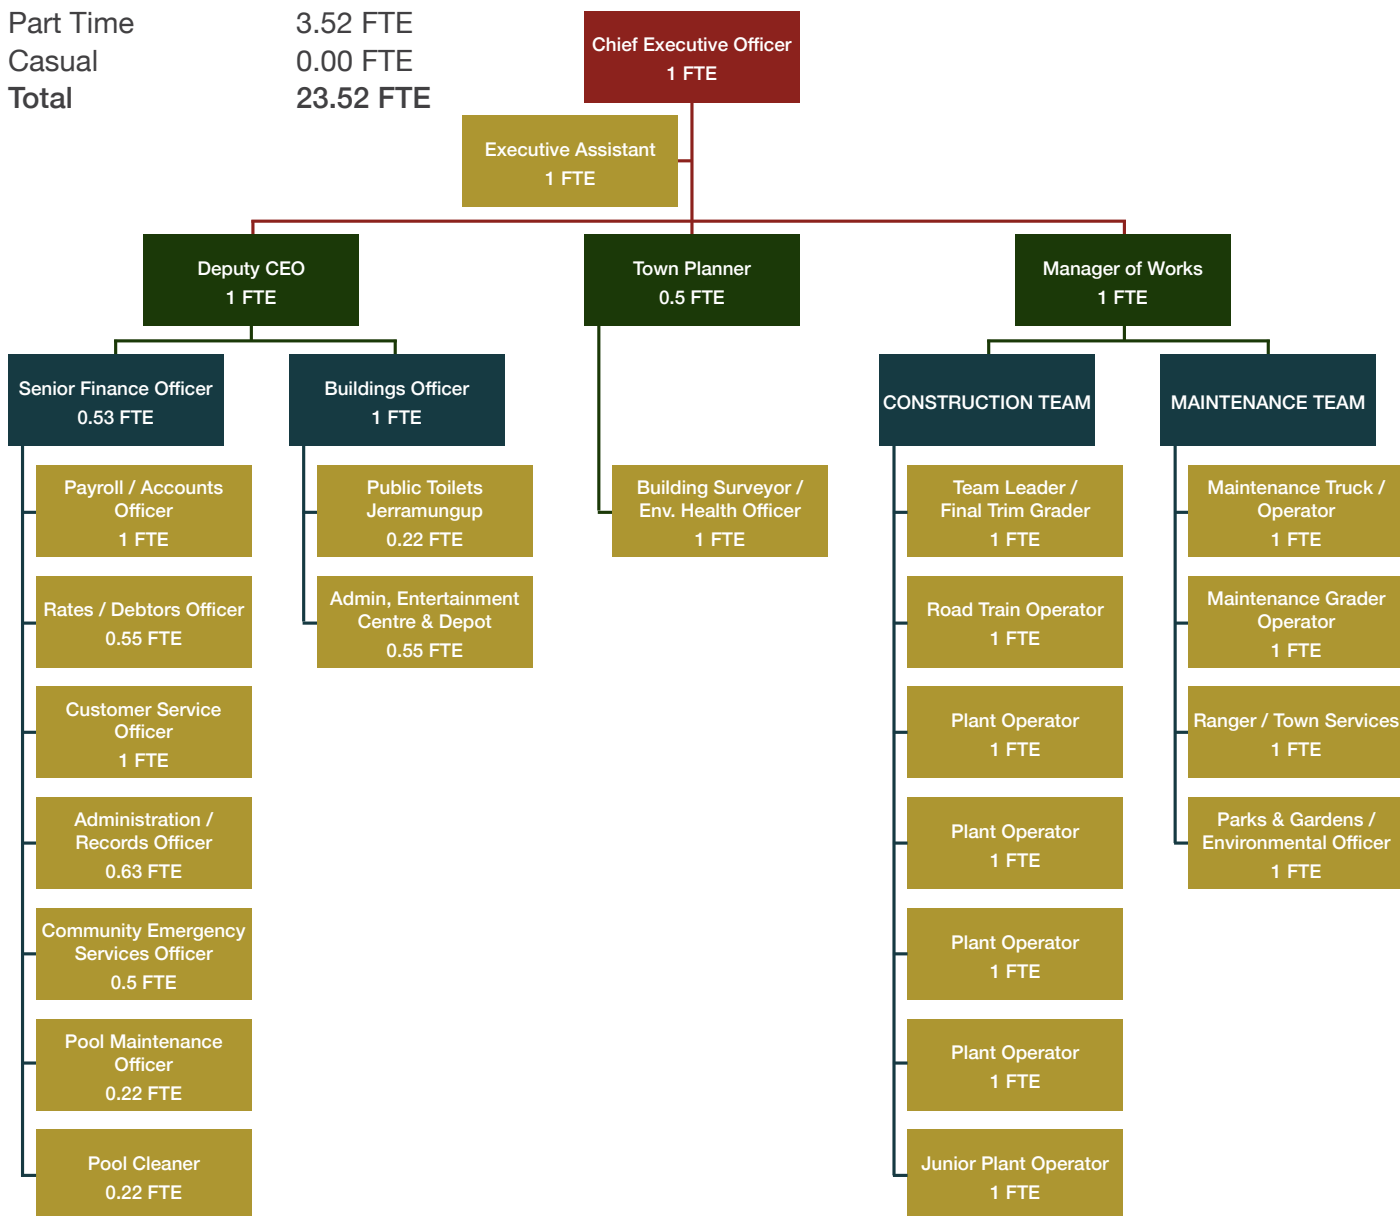 Part Time 3.52 FTE
Casual 0.00 FTE
Total 23.52 FTE
Chief Executive Officer
1 FTE
Executive Assistant
1 FTE
Deputy CEO
1 FTE
Town Planner
0.5 FTE
Manager of Works
1 FTE
Senior Finance Officer
0.53 FTE
Buildings Officer
1 FTE
CONSTRUCTION TEAM
MAINTENANCE TEAM
Payroll / Accounts
Officer
1 FTE
Rates / Debtors Officer
0.55 FTE
Customer Service
Officer
1 FTE
Administration /
Records Officer
0.63 FTE
Community Emergency
Services Officer
0.5 FTE
Pool Maintenance
Officer
0.22 FTE
Pool Cleaner
0.22 FTE
Public Toilets
Jerramungup
0.22 FTE
Admin, Entertainment
Centre & Depot
0.55 FTE
Building Surveyor /
Env. Health Officer
1 FTE
Team Leader /
Final Trim Grader
1 FTE
Road Train Operator
1 FTE
Plant Operator
1 FTE
Plant Operator
1 FTE
Plant Operator
1 FTE
Plant Operator
1 FTE
Junior Plant Operator
1 FTE
Maintenance Truck /
Operator
1 FTE
Maintenance Grader
Operator
1 FTE
Ranger / Town Services
1 FTE
Parks & Gardens /
Environmental Officer
1 FTE